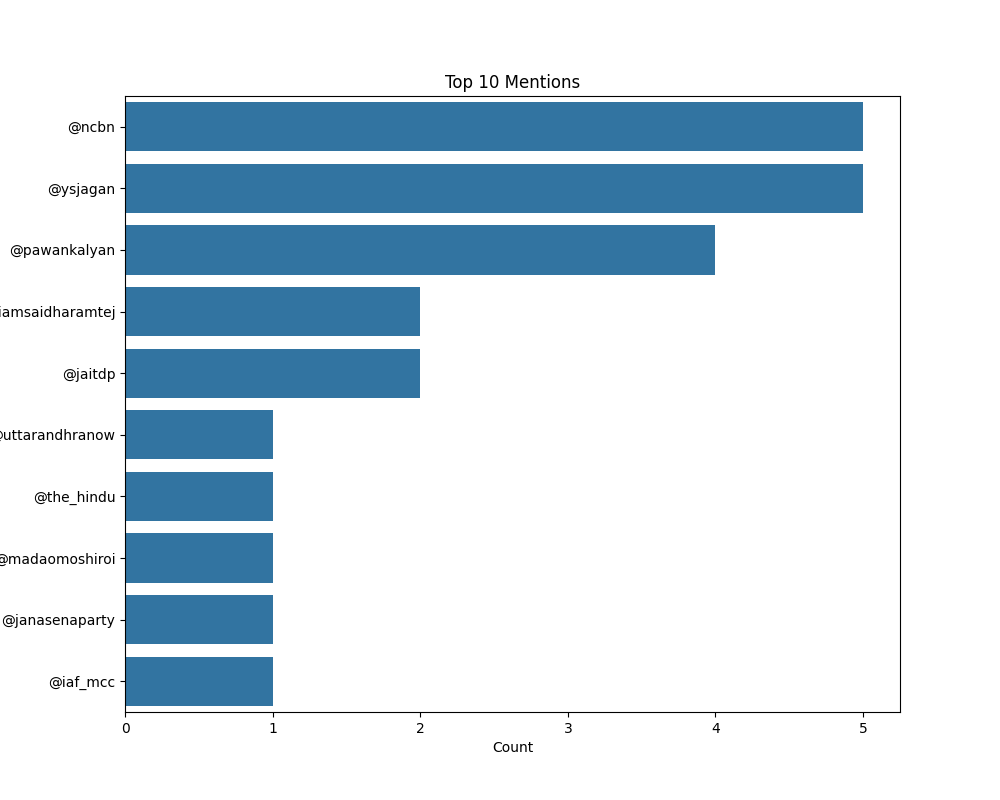 Top 10 Mentions
@ncbn
@ysjagan
@pawankalyan
iamsaidharamtej
@jaitdp
@uttarandhranow
@the_hindu
@madaomoshiroi
@janasenaparty
@iaf_mcc
0 1 2 3 4 5
Count